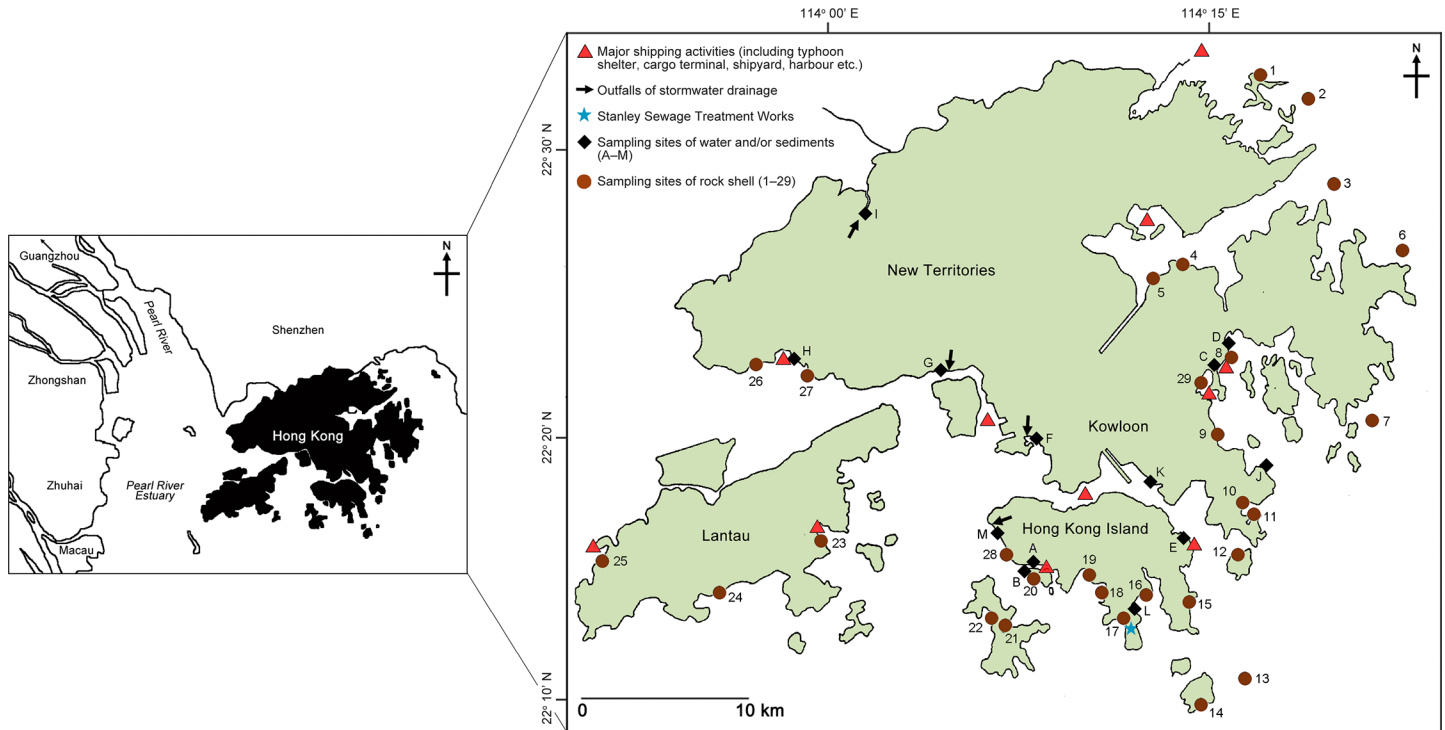 114° 00' E
114° 15' E
22° 30' N
22° 20' N
22° 10' N
Major shipping activities (including typhoon
shelter, cargo terminal, shipyard, harbour etc.)
Outfalls of stormwater drainage
Stanley Sewage Treatment Works
Sampling sites of water and/or sediments
(A–M)
Sampling sites of rock shell (1–29)
N
1
2
3
6
I
4
5
New Territories
D
8
C
29
H
26
27
G
7
9
Kowloon
F
K
J
10
11
Lantau
Hong Kong Island
M
E
23
28
A
12
25
B
20
19
16
18
L
15
24
17
22
21
13
14
0
10 km
N
Guangzhou
Pearl River
Shenzhen
Zhongshan
Hong Kong
Zhuhai
Pearl River
Estuary
Macau